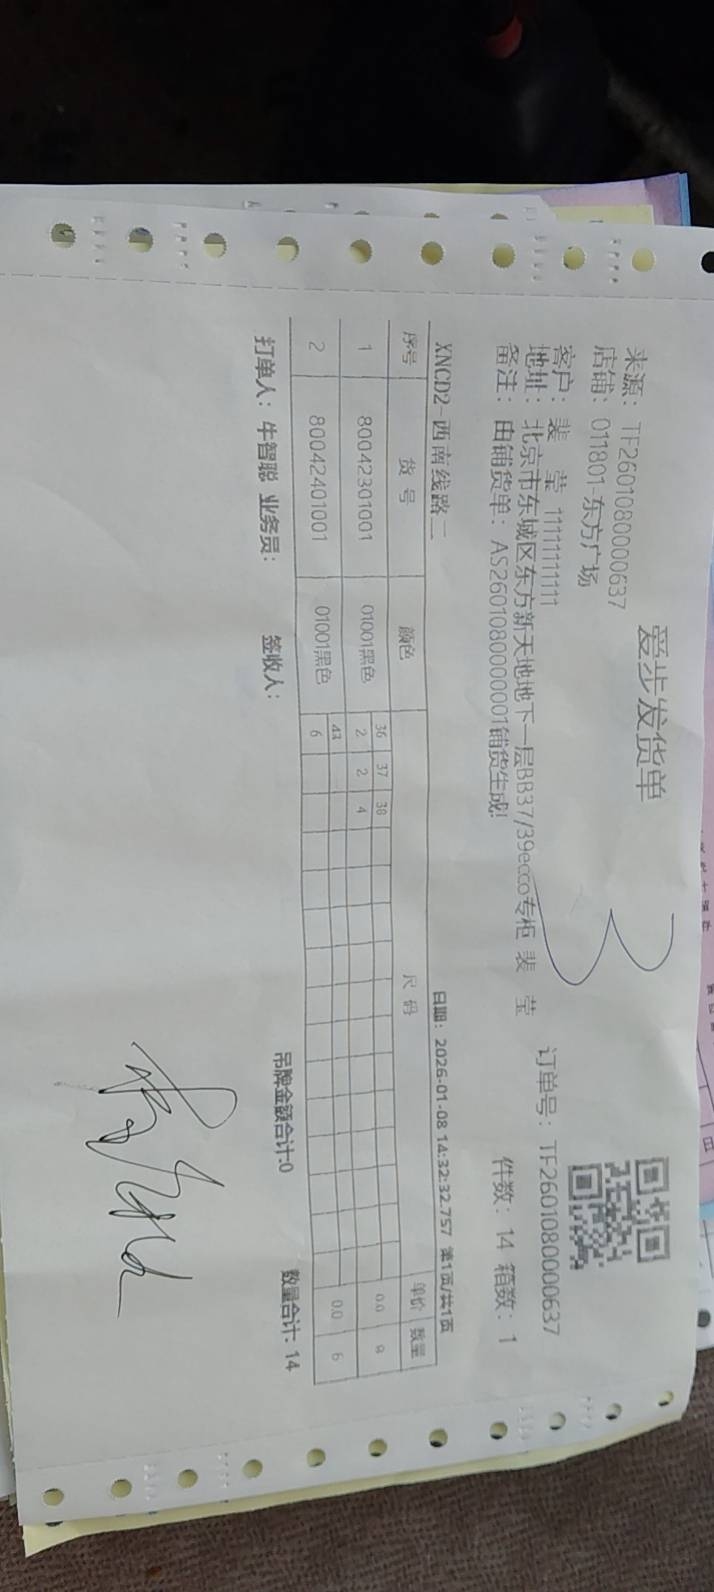 爱步发货单
来源：TF2601080000637
店铺：011801-东方广场
订单号：TF2601080000637
客户：裴 莹 11111111111
地址：北京市东城区东方新天地地下一层BB37/39ecco专柜 裴 莹
件数：14 箱数：1
备注：由铺货单：AS2601080000001铺货生成!
XNCD2-西南线路二 日期：2026-01-08 14:32:32.757 第1页/共1页
序号 货号 颜色 尺码 单价 数量
36 37 38
1 80042301001 01001黑色 2 2 4 0.0 8
43
2 80042401001 01001黑色 6 0.0 6
吊牌金额合计:0 数量合计：14
打单人：牛智聪 业务员： 签收人：